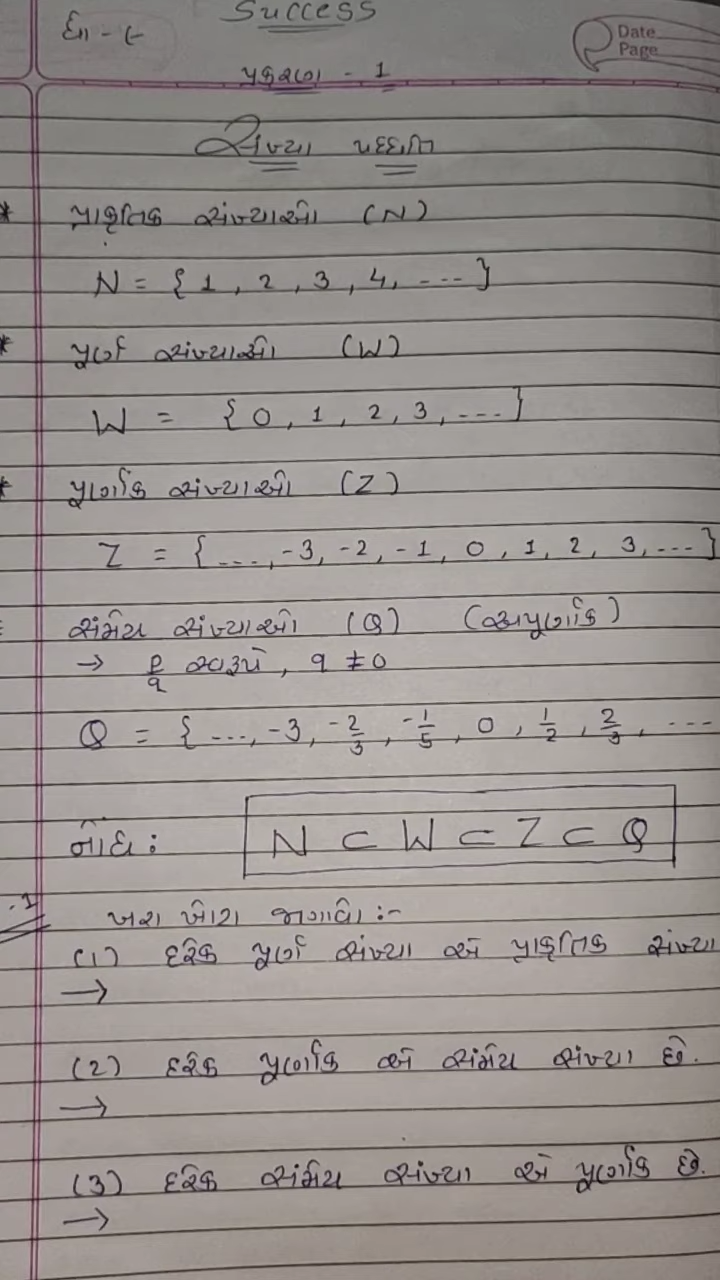 ધો - ૯
Success
Date
Page
પ્રકરણ - 1
સંખ્યા પદ્ધતિ
* પ્રાકૃતિક સંખ્યાઓ (N)
N = { 1, 2, 3, 4, --- }
* પૂર્ણ સંખ્યાઓ (W)
W = { 0, 1, 2, 3, --- }
* પૂર્ણાંક સંખ્યાઓ (Z)
Z = { ---, -3, -2, -1, 0, 1, 2, 3, --- }
સંમેય સંખ્યાઓ (Q) (અપૂર્ણાંક)
→ p/q સ્વરૂપે, q ≠ 0
Q = { ---, -3, -2/3, -1/5, 0, 1/2, 2/3, ---
નોંધ : N ⊂ W ⊂ Z ⊂ Q
.1
ખરા ખોટા જણાવો :-
(1) દરેક પૂર્ણ સંખ્યા એ પ્રાકૃતિક સંખ્યા
→
(2) દરેક પૂર્ણાંક એ સંમેય સંખ્યા છે.
→
(3) દરેક સંમેય સંખ્યા એ પૂર્ણાંક છે.
→